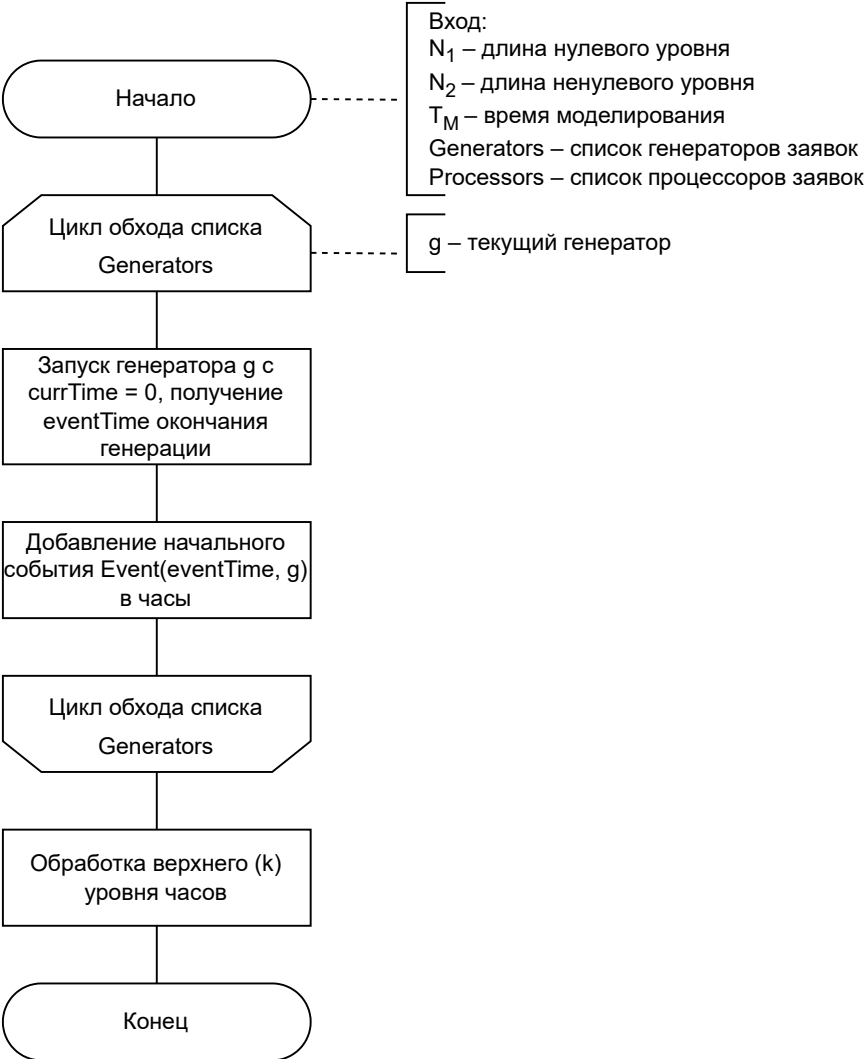 Начало
Вход:
N₁ – длина нулевого уровня
N₂ – длина ненулевого уровня
Tₘ – время моделирования
Generators – список генераторов заявок
Processors – список процессоров заявок
Цикл обхода списка
Generators
g – текущий генератор
Запуск генератора g с
currTime = 0, получение
eventTime окончания
генерации
Добавление начального
события Event(eventTime, g)
в часы
Цикл обхода списка
Generators
Обработка верхнего (k)
уровня часов
Конец